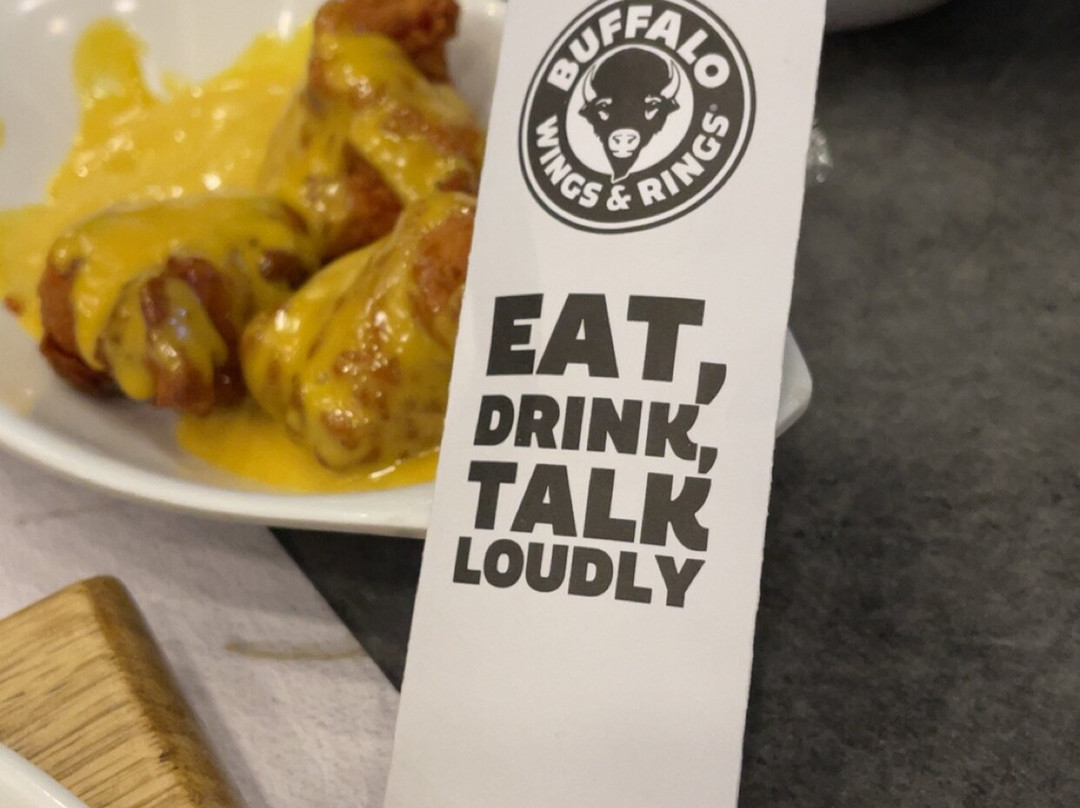 BUFFALO
WINGS & RINGS®
EAT,
DRINK,
TALK
LOUDLY